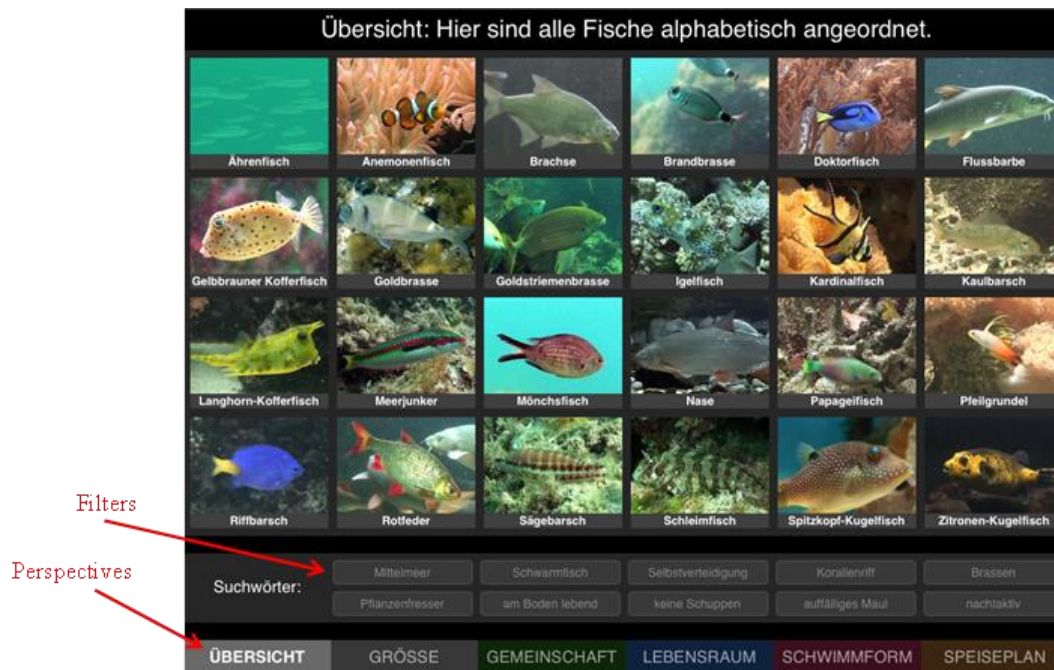 Übersicht: Hier sind alle Fische alphabetisch angeordnet.
Ährenfisch Anemonenfisch Brachse Brandbrasse Doktorfisch Flussbarbe
Gelbbrauner Kofferfisch Goldbrasse Goldstriemenbrasse Igelfisch Kardinalfisch Kaulbarsch
Langhorn-Kofferfisch Meerjunker Mönchsfisch Nase Papageifisch Pfeilgrundel
Riffbarsch Rotfeder Sägebarsch Schleimfisch Spitzkopf-Kugelfisch Zitronen-Kugelfisch
Filters
Perspectives
Suchwörter:
Mittelmeer Schwarmfisch Selbstverteidigung Korallenriff Brassen
Pflanzenfresser am Boden lebend keine Schuppen auffälliges Maul nachtaktiv
ÜBERSICHT GRÖSSE GEMEINSCHAFT LEBENSRAUM SCHWIMMFORM SPEISEPLAN